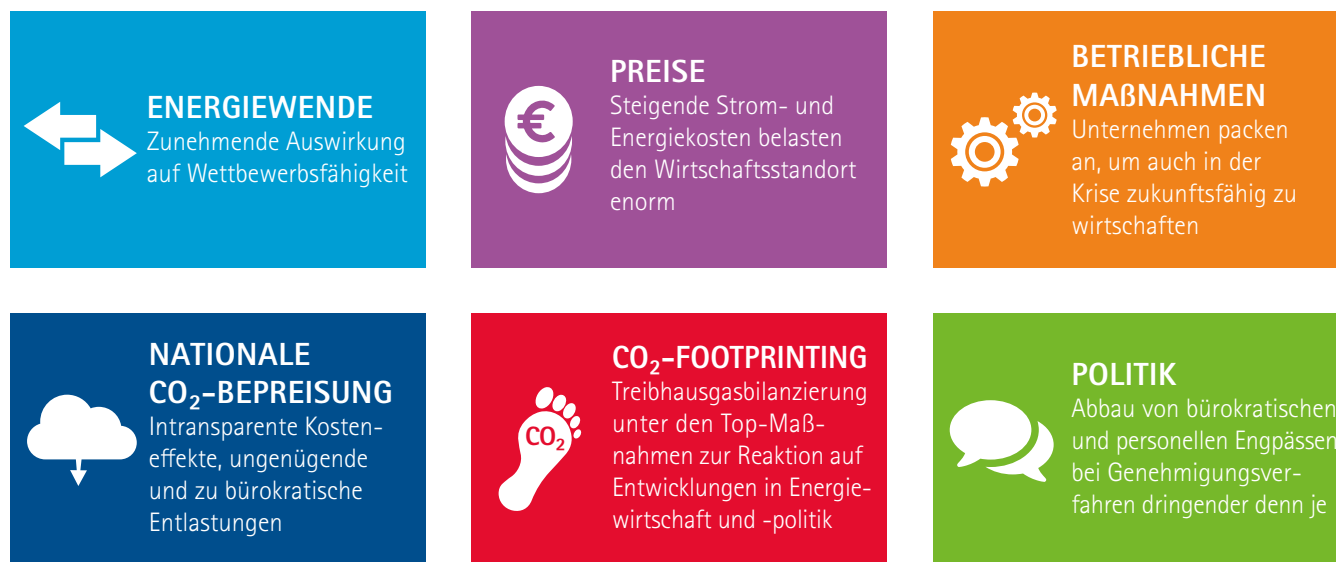 ENERGIEWENDE
Zunehmende Auswirkung
auf Wettbewerbsfähigkeit
€
PREISE
Steigende Strom- und
Energiekosten belasten
den Wirtschaftsstandort
enorm
BETRIEBLICHE
MAßNAHMEN
Unternehmen packen
an, um auch in der
Krise zukunftsfähig zu
wirtschaften
NATIONALE
CO₂-BEPREISUNG
Intransparente Kosten-
effekte, ungenügende
und zu bürokratische
Entlastungen
CO₂
CO₂-FOOTPRINTING
Treibhausgasbilanzierung
unter den Top-Maß-
nahmen zur Reaktion auf
Entwicklungen in Energie-
wirtschaft und -politik
POLITIK
Abbau von bürokratischen
und personellen Engpässen
bei Genehmigungsver-
fahren dringender denn je